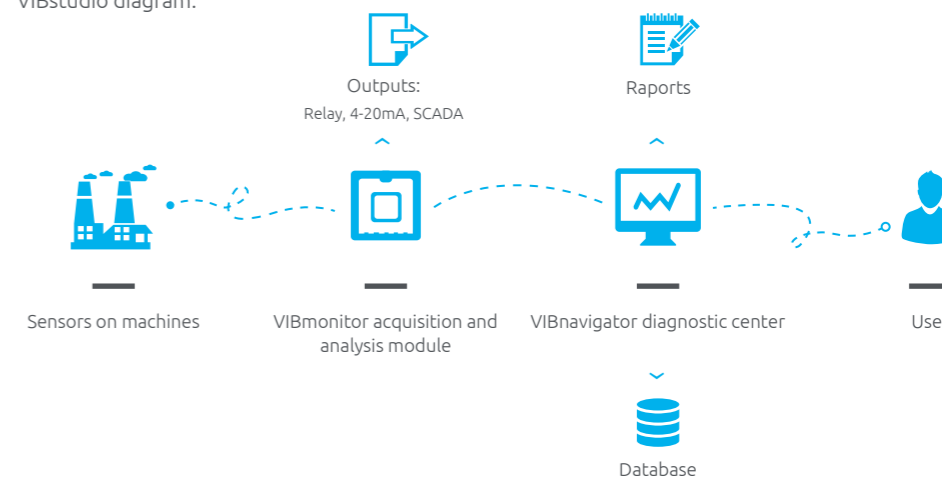 VIBstudio diagram:
Outputs:
Relay, 4-20mA, SCADA
Raports
Sensors on machines
VIBmonitor acquisition and
analysis module
VIBnavigator diagnostic center
Use
Database